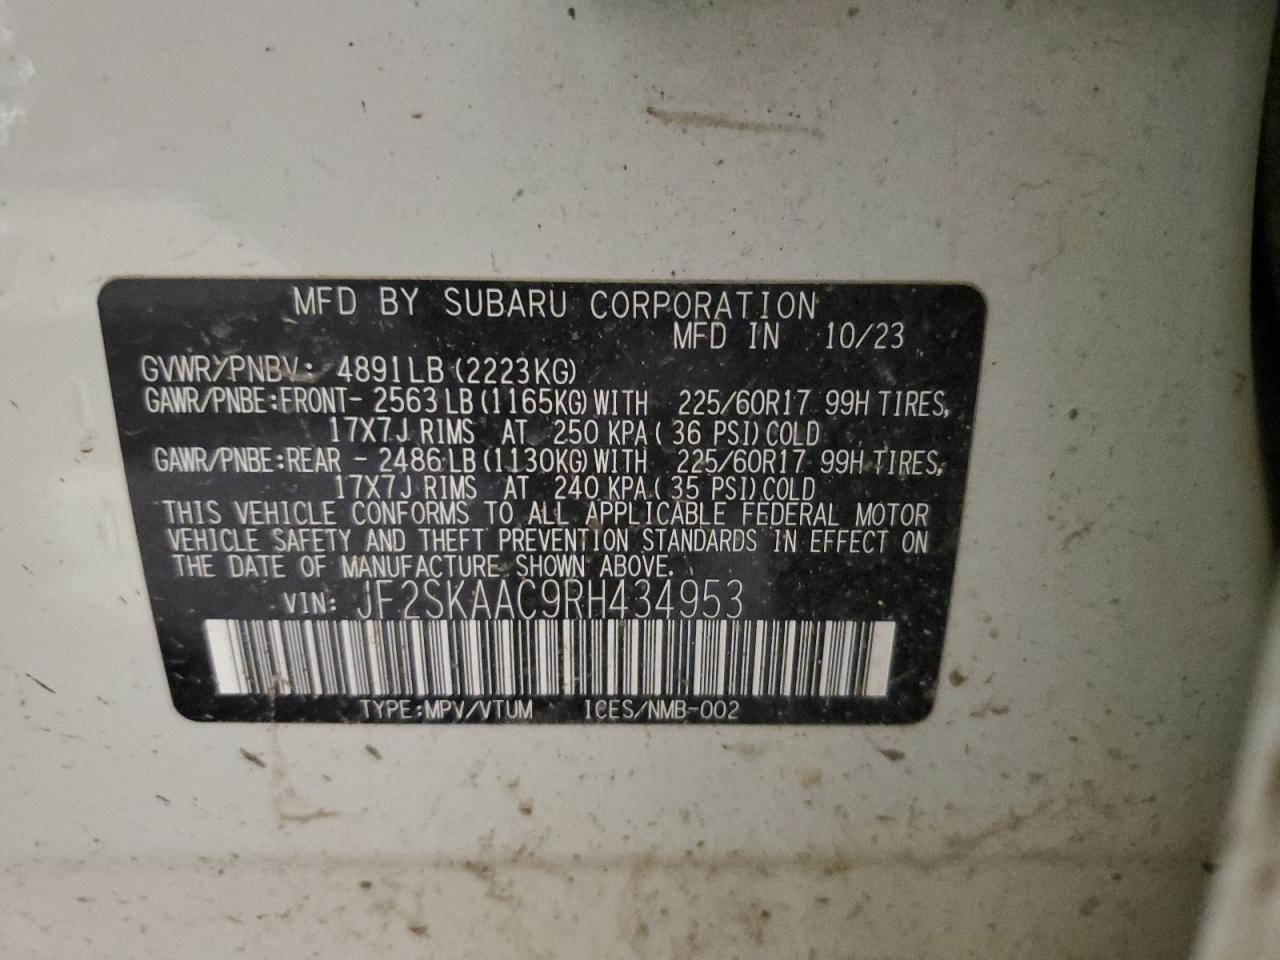 MFD BY SUBARU CORPORATION
MFD IN 10/23
GVWR/PNBV: 4891LB (2223KG)
GAWR/PNBE:FRONT- 2563 LB (1165KG) WITH 225/60R17 99H TIRES,
17X7J RIMS AT 250 KPA ( 36 PSI) COLD
GAWR/PNBE:REAR - 2486 LB (1130KG) WITH 225/60R17 99H TIRES,
17X7J RIMS AT 240 KPA ( 35 PSI) COLD
THIS VEHICLE CONFORMS TO ALL APPLICABLE FEDERAL MOTOR
VEHICLE SAFETY AND THEFT PREVENTION STANDARDS IN EFFECT ON
THE DATE OF MANUFACTURE SHOWN ABOVE.
VIN: JF2SKAAC9RH434953
TYPE:MPV/VTUM ICES/NMB-002